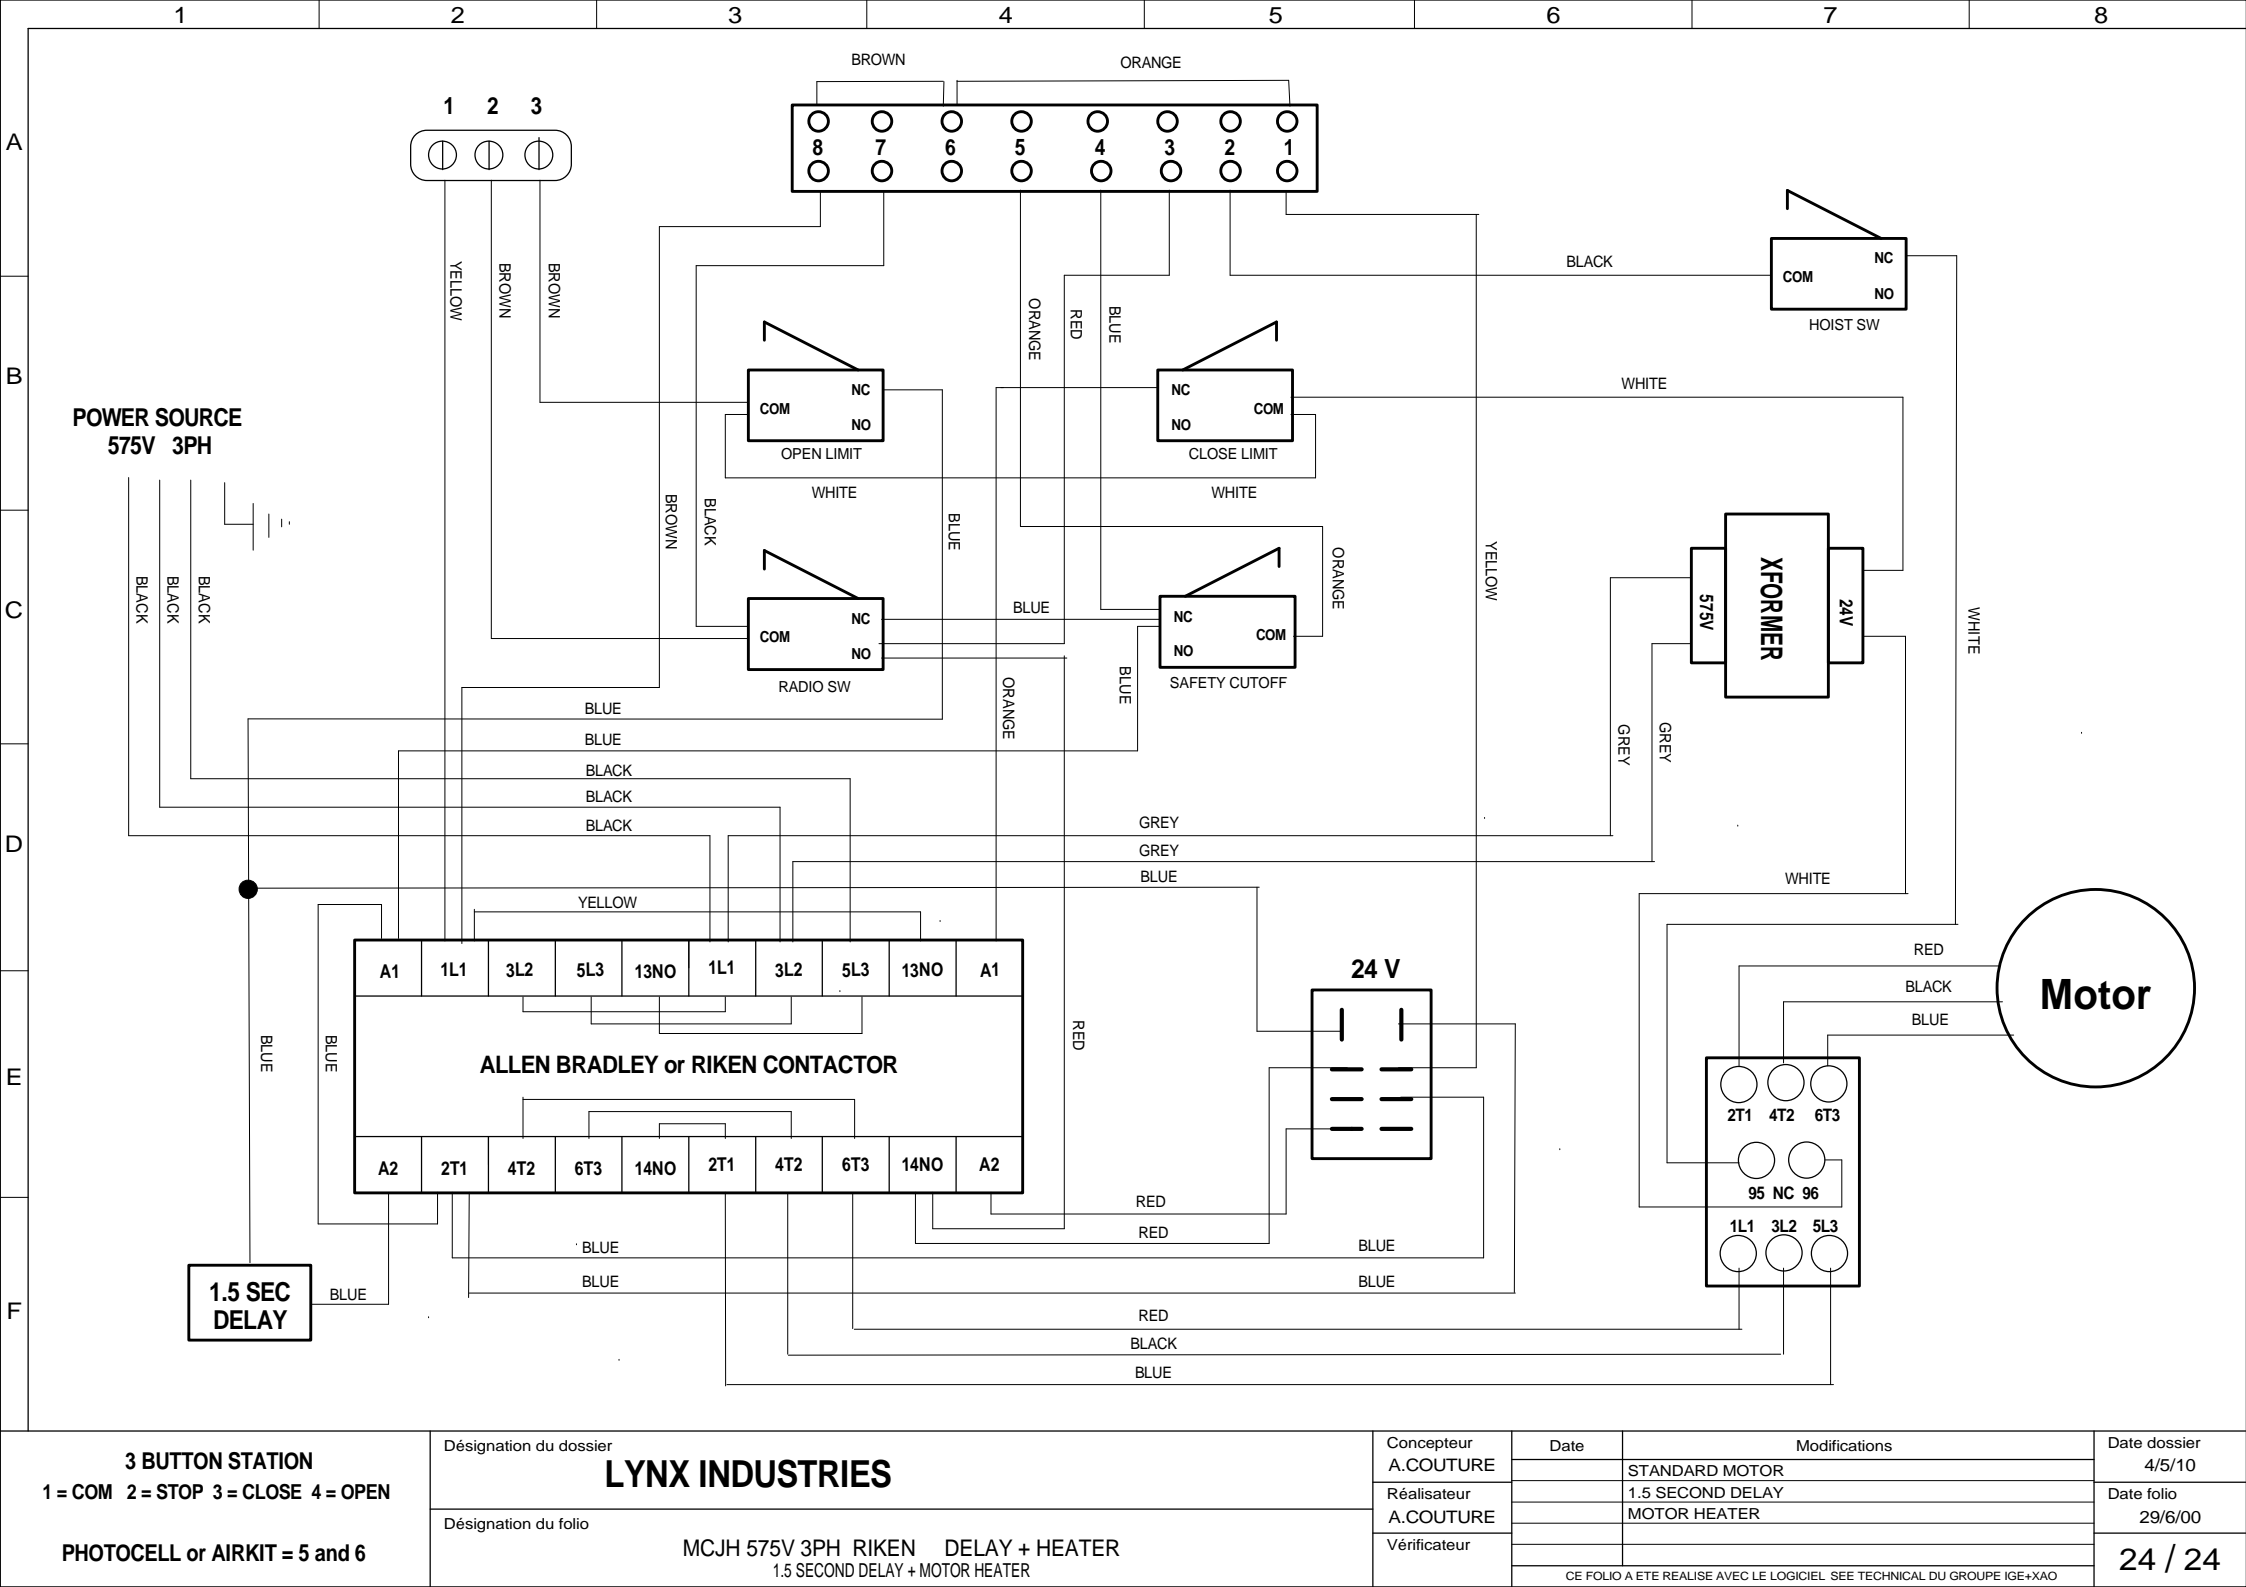 1 2 3 4 5 6 7 8
A
B
C
D
E
F
BROWN ORANGE
1 2 3
8 7 6 5 4 3 2 1
YELLOW
BROWN
BROWN
BLACK
COM NC NO
HOIST SW
ORANGE
RED
BLUE
POWER SOURCE
575V 3PH
COM NC NO
OPEN LIMIT
NC NO COM
CLOSE LIMIT
WHITE
WHITE
WHITE
BROWN
BLACK
BLUE
ORANGE
YELLOW
BLACK
BLACK
BLACK
COM NC NO
RADIO SW
BLUE
NC NO COM
SAFETY CUTOFF
575V
XFORMER
24V
WHITE
BLUE
ORANGE
BLUE
BLUE
GREY
GREY
BLACK
BLACK
BLACK
GREY
GREY
BLUE
WHITE
YELLOW
A1 1L1 3L2 5L3 13NO 1L1 3L2 5L3 13NO A1
ALLEN BRADLEY or RIKEN CONTACTOR
A2 2T1 4T2 6T3 14NO 2T1 4T2 6T3 14NO A2
BLUE
BLUE
RED
24 V
RED
BLACK
BLUE
Motor
2T1 4T2 6T3
95 NC 96
1L1 3L2 5L3
RED
RED
BLUE BLUE
BLUE BLUE
1.5 SEC
DELAY
BLUE
RED
BLACK
BLUE
3 BUTTON STATION
1 = COM 2 = STOP 3 = CLOSE 4 = OPEN
PHOTOCELL or AIRKIT = 5 and 6
Désignation du dossier
LYNX INDUSTRIES
Désignation du folio
MCJH 575V 3PH RIKEN DELAY + HEATER
1.5 SECOND DELAY + MOTOR HEATER
Concepteur
A.COUTURE
Réalisateur
A.COUTURE
Vérificateur
Date Modifications
STANDARD MOTOR
1.5 SECOND DELAY
MOTOR HEATER
CE FOLIO A ETE REALISE AVEC LE LOGICIEL SEE TECHNICAL DU GROUPE IGE+XAO
Date dossier
4/5/10
Date folio
29/6/00
24 / 24